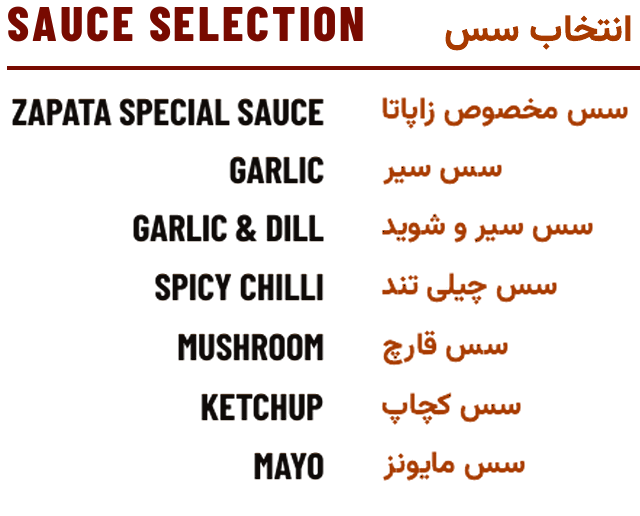 SAUCE SELECTION انتخاب سس
ZAPATA SPECIAL SAUCE سس مخصوص زاپاتا
GARLIC سس سیر
GARLIC & DILL سس سیر و شوید
SPICY CHILLI سس چیلی تند
MUSHROOM سس قارچ
KETCHUP سس کچاپ
MAYO سس مایونز